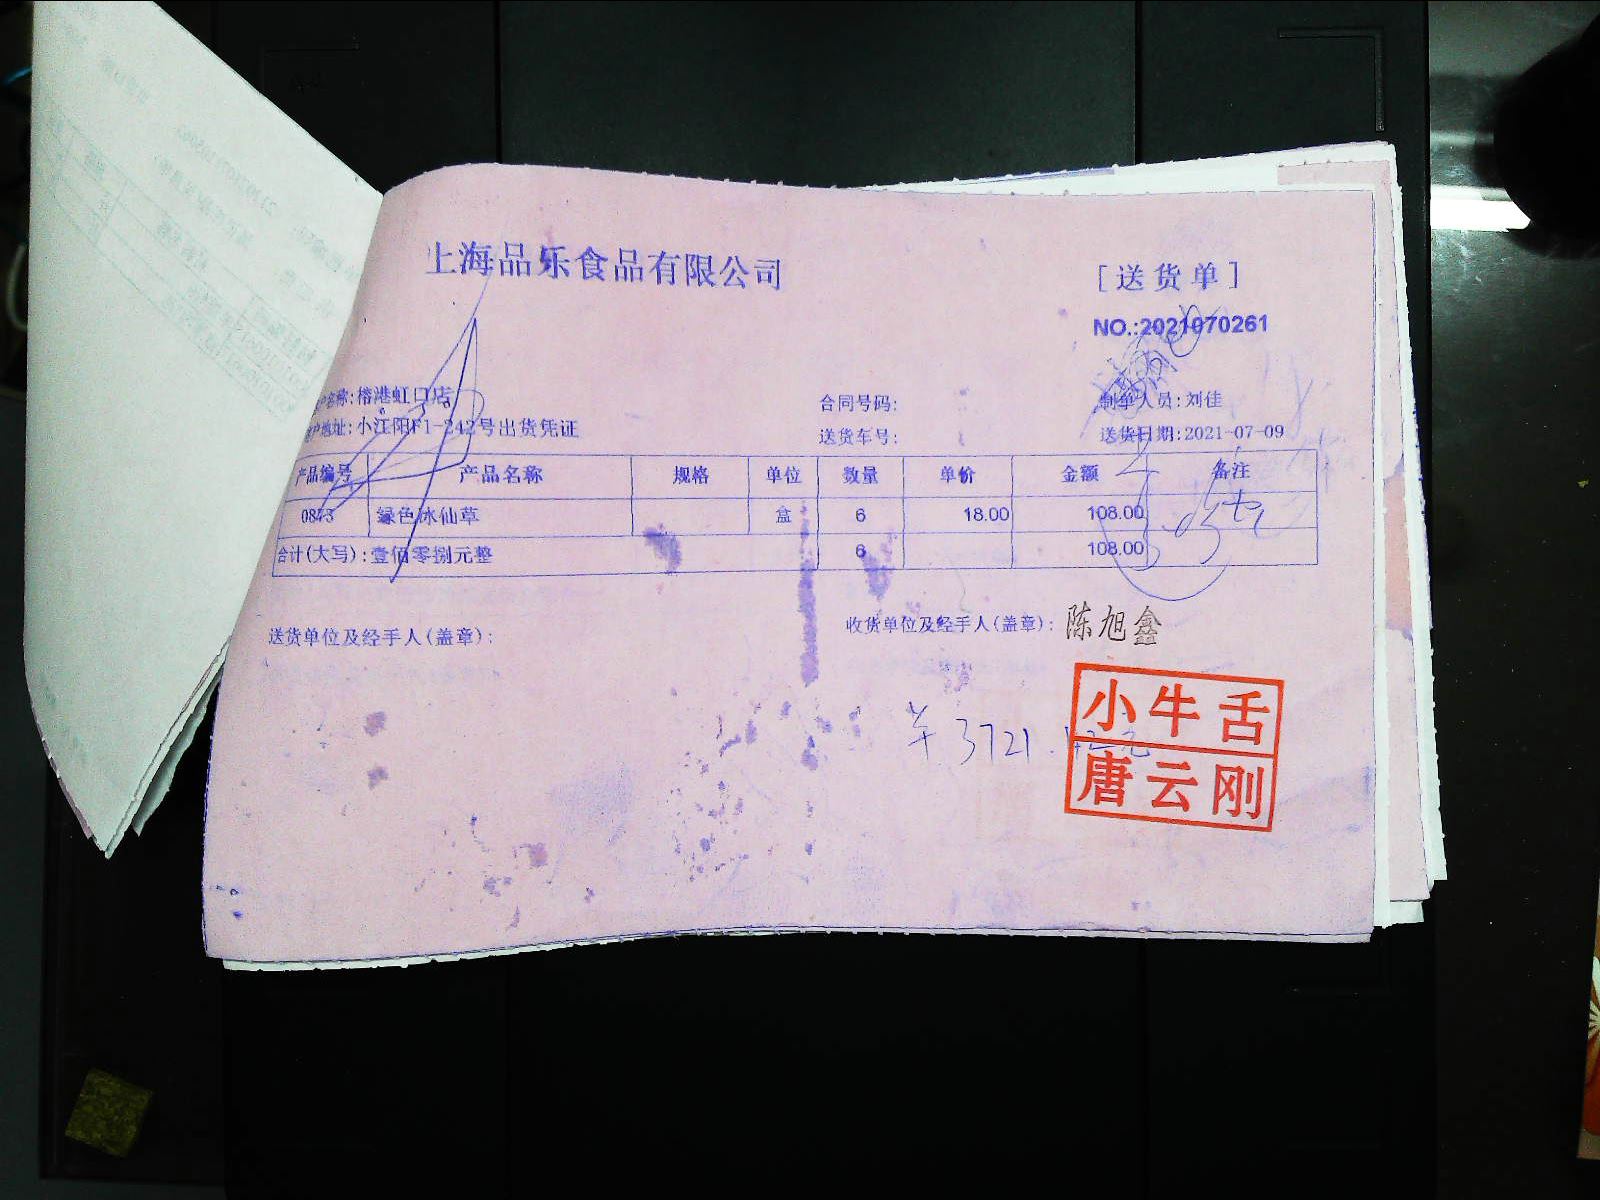 上海品乐食品有限公司
[送货单]
NO.:2021070261
户名称:榕港虹口店
合同号码:
制单人员:刘佳
客户地址:小江阳F1-242号出货凭证
送货车号:
送货日期:2021-07-09
产品编号 产品名称 规格 单位 数量 单价 金额 备注
0873 绿色冰仙草 盒 6 18.00 108.00
合计(大写):壹佰零捌元整 6 108.00
送货单位及经手人(盖章):
收货单位及经手人(盖章): 陈旭鑫
3721
小牛舌
唐云刚